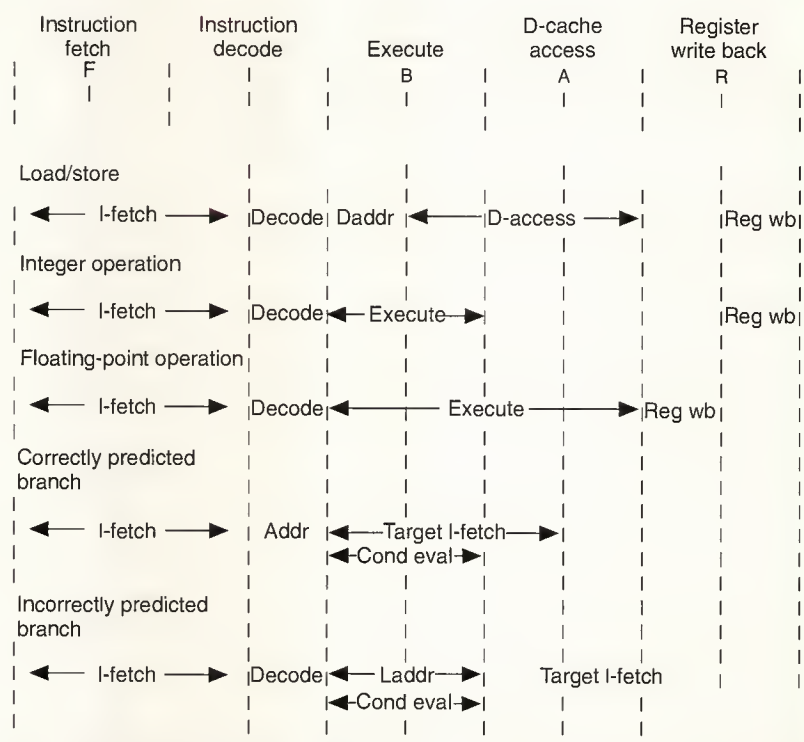 Instruction fetch
F
Instruction decode
Execute
B
D-cache access
A
Register write back
R
Load/store
I-fetch
Decode
Daddr
D-access
Reg wb
Integer operation
I-fetch
Decode
Execute
Reg wb
Floating-point operation
I-fetch
Decode
Execute
Reg wb
Correctly predicted
branch
I-fetch
Addr
Target I-fetch
Cond eval
Incorrectly predicted
branch
I-fetch
Decode
Laddr
Target I-fetch
Cond eval